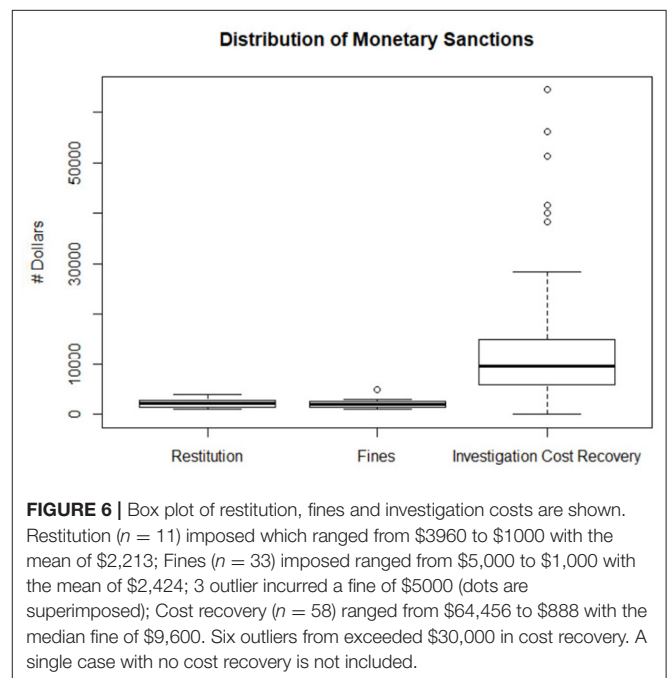 Distribution of Monetary Sanctions
# Dollars
50000
30000
10000
0
Restitution
Fines
Investigation Cost Recovery
FIGURE 6 | Box plot of restitution, fines and investigation costs are shown.
Restitution (n = 11) imposed which ranged from $3960 to $1000 with the
mean of $2,213; Fines (n = 33) imposed ranged from $5,000 to $1,000 with
the mean of $2,424; 3 outlier incurred a fine of $5000 (dots are
superimposed); Cost recovery (n = 58) ranged from $64,456 to $888 with the
median fine of $9,600. Six outliers from exceeded $30,000 in cost recovery. A
single case with no cost recovery is not included.